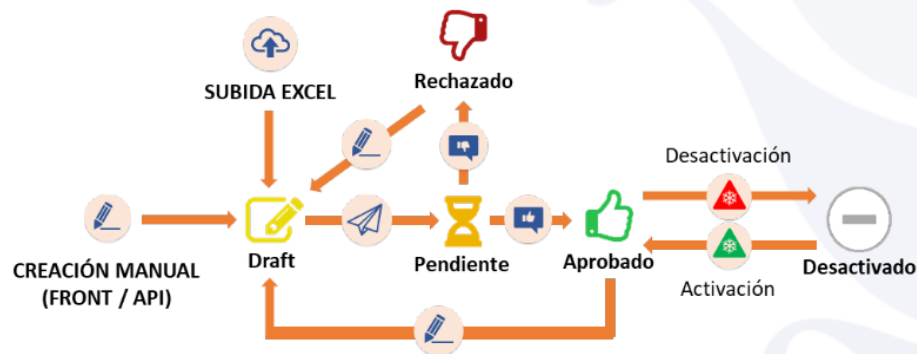 SUBIDA EXCEL
Rechazado
Desactivación
CREACIÓN MANUAL
(FRONT / API)
Draft
Pendiente
Aprobado
Desactivado
Activación